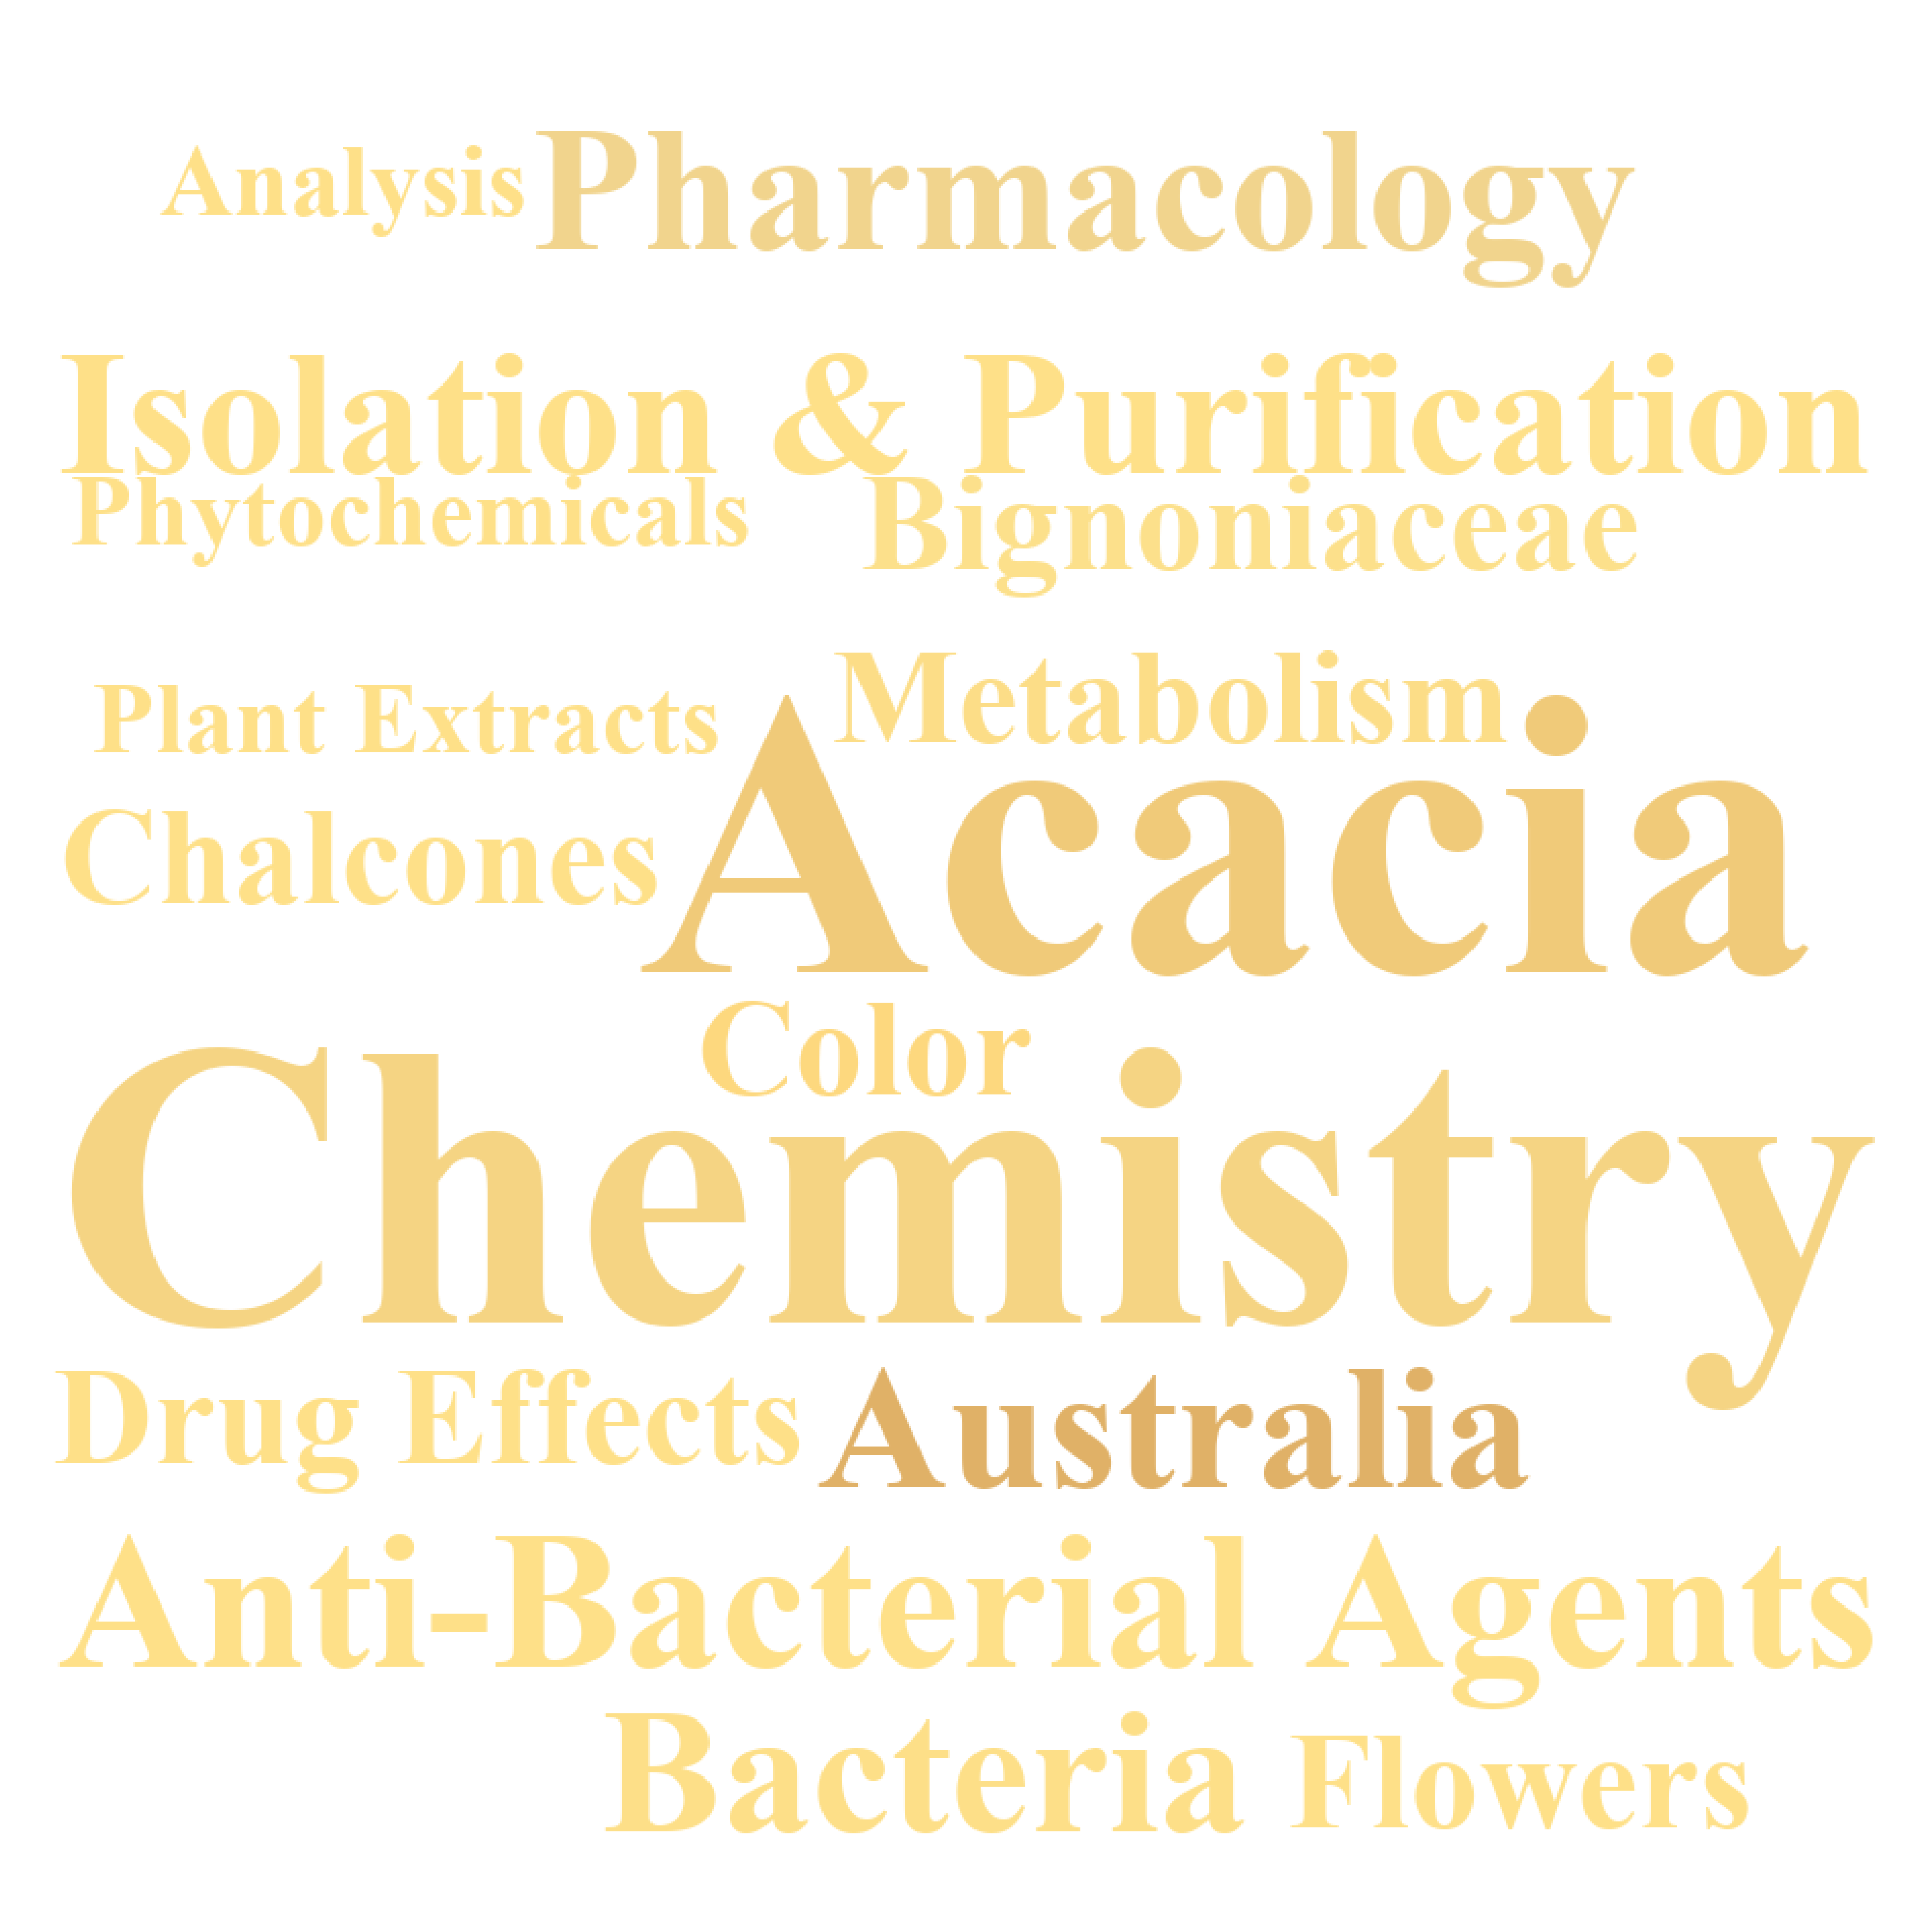 Analysis Pharmacology
Isolation & Purification
Phytochemicals Bignoniaceae
Plant Extracts Metabolism
Chalcones Acacia
Color
Chemistry
Drug Effects Australia
Anti-Bacterial Agents
Bacteria Flowers